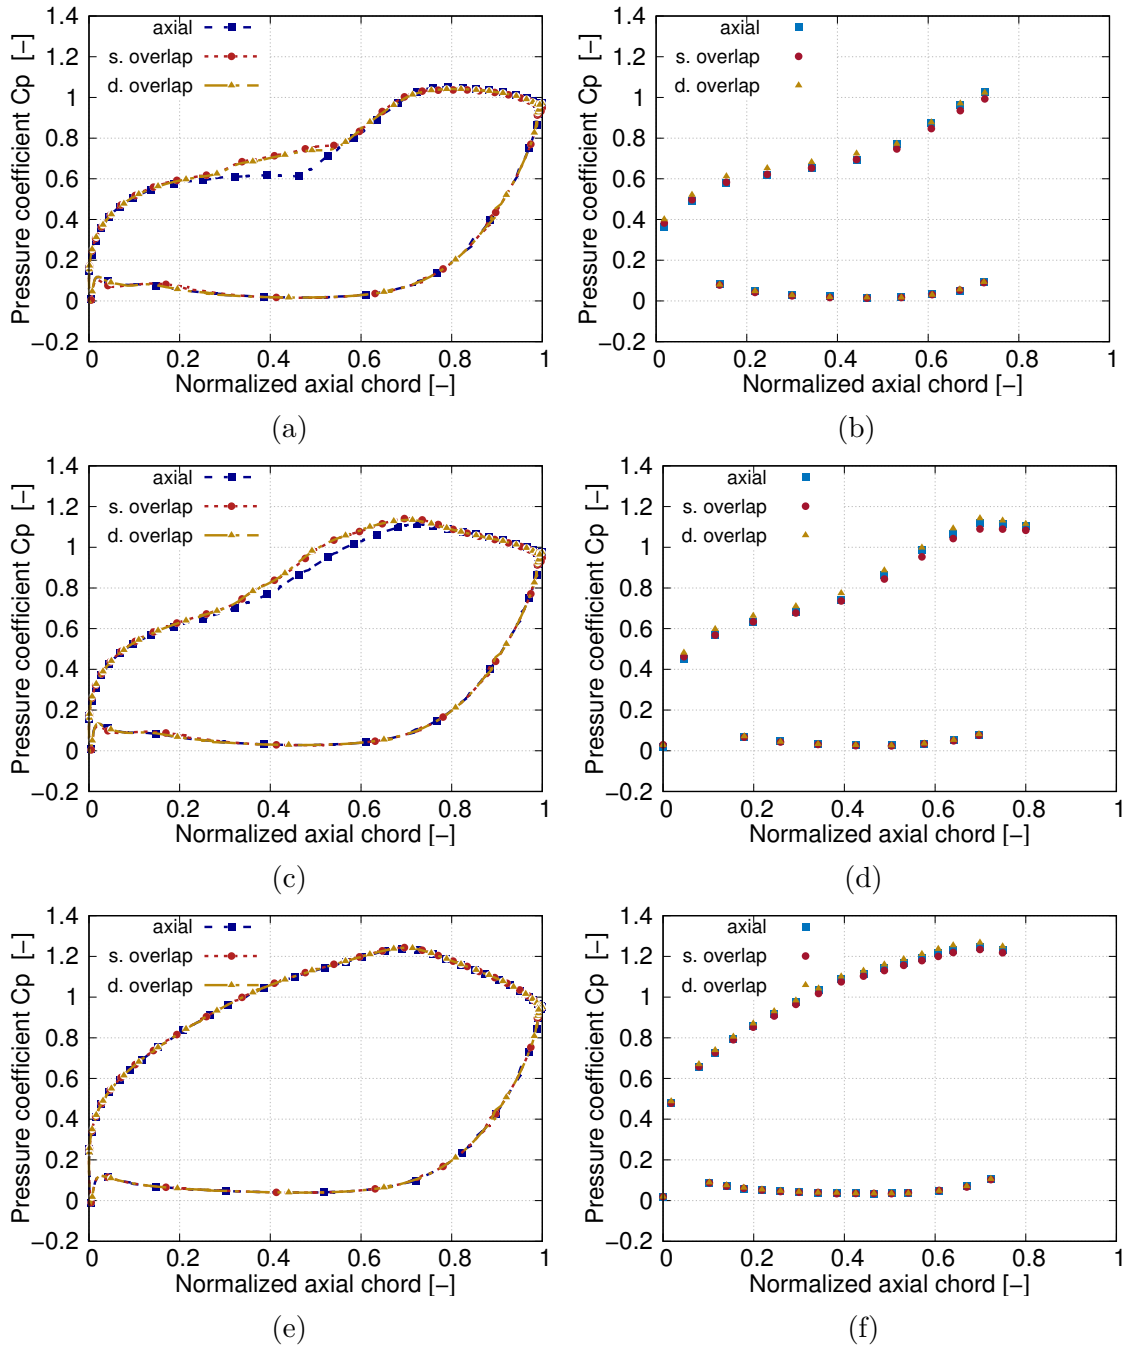 Pressure coefficient Cp [−]
1.4
1.2
1
0.8
0.6
0.4
0.2
0
−0.2
axial
s. overlap
d. overlap
0 0.2 0.4 0.6 0.8 1
Normalized axial chord [−]
(a)
Pressure coefficient Cp [−]
1.4
1.2
1
0.8
0.6
0.4
0.2
0
−0.2
axial
s. overlap
d. overlap
0 0.2 0.4 0.6 0.8 1
Normalized axial chord [−]
(b)
Pressure coefficient Cp [−]
1.4
1.2
1
0.8
0.6
0.4
0.2
0
−0.2
axial
s. overlap
d. overlap
0 0.2 0.4 0.6 0.8 1
Normalized axial chord [−]
(c)
Pressure coefficient Cp [−]
1.4
1.2
1
0.8
0.6
0.4
0.2
0
−0.2
axial
s. overlap
d. overlap
0 0.2 0.4 0.6 0.8 1
Normalized axial chord [−]
(d)
Pressure coefficient Cp [−]
1.4
1.2
1
0.8
0.6
0.4
0.2
0
−0.2
axial
s. overlap
d. overlap
0 0.2 0.4 0.6 0.8 1
Normalized axial chord [−]
(e)
Pressure coefficient Cp [−]
1.4
1.2
1
0.8
0.6
0.4
0.2
0
−0.2
axial
s. overlap
d. overlap
0 0.2 0.4 0.6 0.8 1
Normalized axial chord [−]
(f)